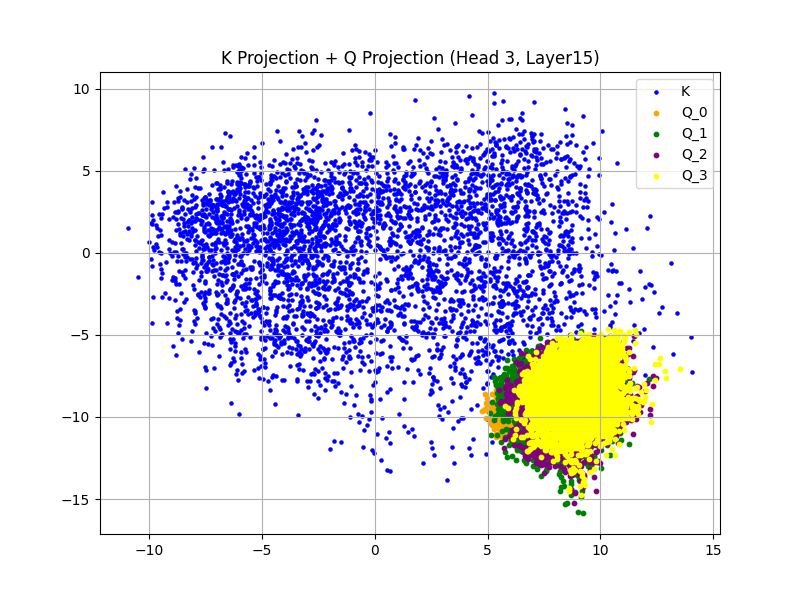 K Projection + Q Projection (Head 3, Layer15)
10
5
0
−5
−10
−15
−10
−5
0
5
10
15
K
Q_0
Q_1
Q_2
Q_3